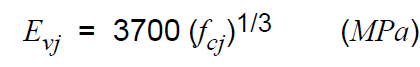 E_vj = 3700 (f_cj)^1/3 (MPa)